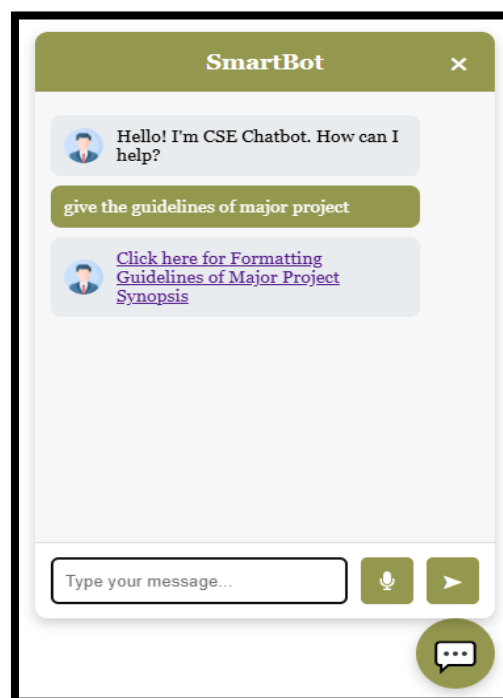 SmartBot
Hello! I'm CSE Chatbot. How can I
help?
give the guidelines of major project
Click here for Formatting
Guidelines of Major Project
Synopsis
Type your message...